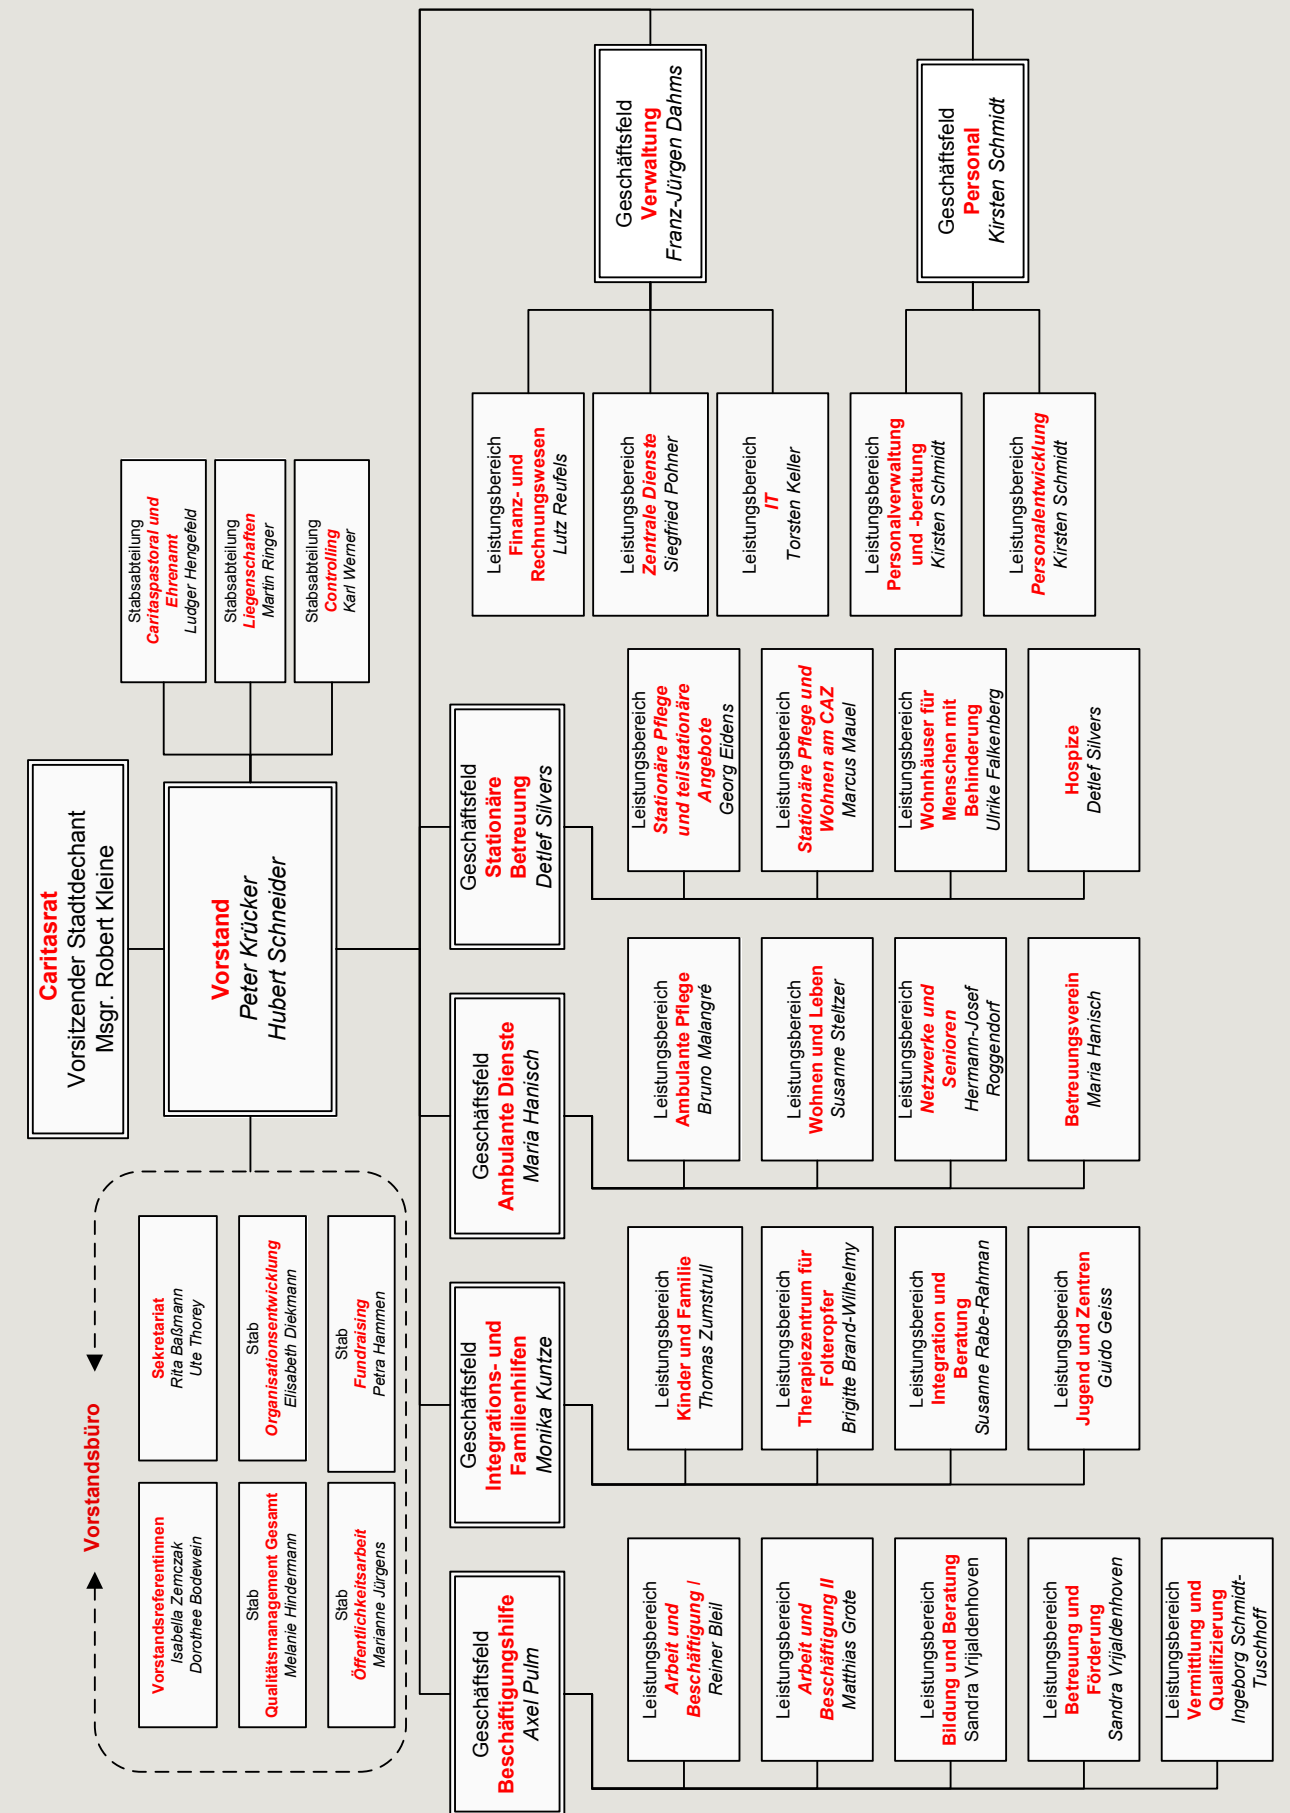 Caritasrat
Vorsitzender Stadtdechant
Msgr. Robert Kleine
Vorstand
Peter Krücker
Hubert Schneider
Vorstandsbüro
Vorstandsreferentinnen
Isabella Zemczak
Dorothee Bodewein
Sekretariat
Rita Baßmann
Ute Thorey
Stab
Qualitätsmanagement Gesamt
Melanie Hindermann
Stab
Organisationsentwicklung
Elisabeth Diekmann
Stab
Öffentlichkeitsarbeit
Marianne Jürgens
Stab
Fundraising
Petra Hammen
Stabsabteilung
Caritaspastoral und
Ehrenamt
Ludger Hengefeld
Stabsabteilung
Liegenschaften
Martin Ringer
Stabsabteilung
Controlling
Karl Werner
Geschäftsfeld
Beschäftigungshilfe
Axel Pulm
Leistungsbereich
Arbeit und
Beschäftigung I
Reiner Bleil
Leistungsbereich
Arbeit und
Beschäftigung II
Matthias Grote
Leistungsbereich
Bildung und Beratung
Sandra Vrijaldenhoven
Leistungsbereich
Betreuung und
Förderung
Sandra Vrijaldenhoven
Leistungsbereich
Vermittlung und
Qualifizierung
Ingeborg Schmidt-
Tuschhoff
Geschäftsfeld
Integrations- und
Familienhilfen
Monika Kuntze
Leistungsbereich
Kinder und Familie
Thomas Zumstrull
Leistungsbereich
Therapiezentrum für
Folteropfer
Brigitte Brand-Wilhelmy
Leistungsbereich
Integration und
Beratung
Susanne Rabe-Rahman
Leistungsbereich
Jugend und Zentren
Guido Geiss
Geschäftsfeld
Ambulante Dienste
Maria Hanisch
Leistungsbereich
Ambulante Pflege
Bruno Malangré
Leistungsbereich
Wohnen und Leben
Susanne Steltzer
Leistungsbereich
Netzwerke und
Senioren
Hermann-Josef
Roggendorf
Betreuungsverein
Maria Hanisch
Geschäftsfeld
Stationäre
Betreuung
Detlef Silvers
Leistungsbereich
Stationäre Pflege
und teilstationäre
Angebote
Georg Eidens
Leistungsbereich
Stationäre Pflege und
Wohnen am CAZ
Marcus Mauel
Leistungsbereich
Wohnhäuser für
Menschen mit
Behinderung
Ulrike Falkenberg
Hospize
Detlef Silvers
Geschäftsfeld
Verwaltung
Franz-Jürgen Dahms
Leistungsbereich
Finanz- und
Rechnungswesen
Lutz Reufels
Leistungsbereich
Zentrale Dienste
Siegfried Pohner
Leistungsbereich
IT
Torsten Keller
Geschäftsfeld
Personal
Kirsten Schmidt
Leistungsbereich
Personalverwaltung
und -beratung
Kirsten Schmidt
Leistungsbereich
Personalentwicklung
Kirsten Schmidt